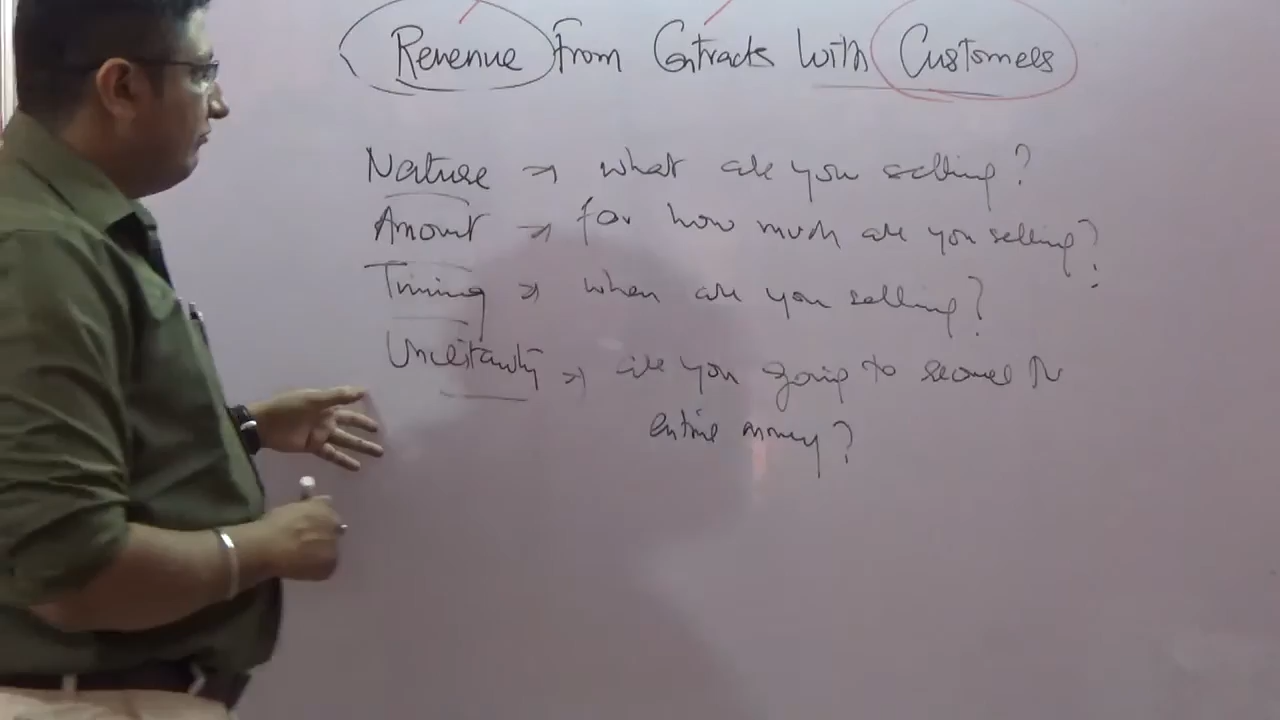 Revenue From Contracts with Customers
Nature → what are you selling?
Amount → for how much are you selling?
Timing → when are you selling?
Uncertainty → are you going to receive the
entire money?